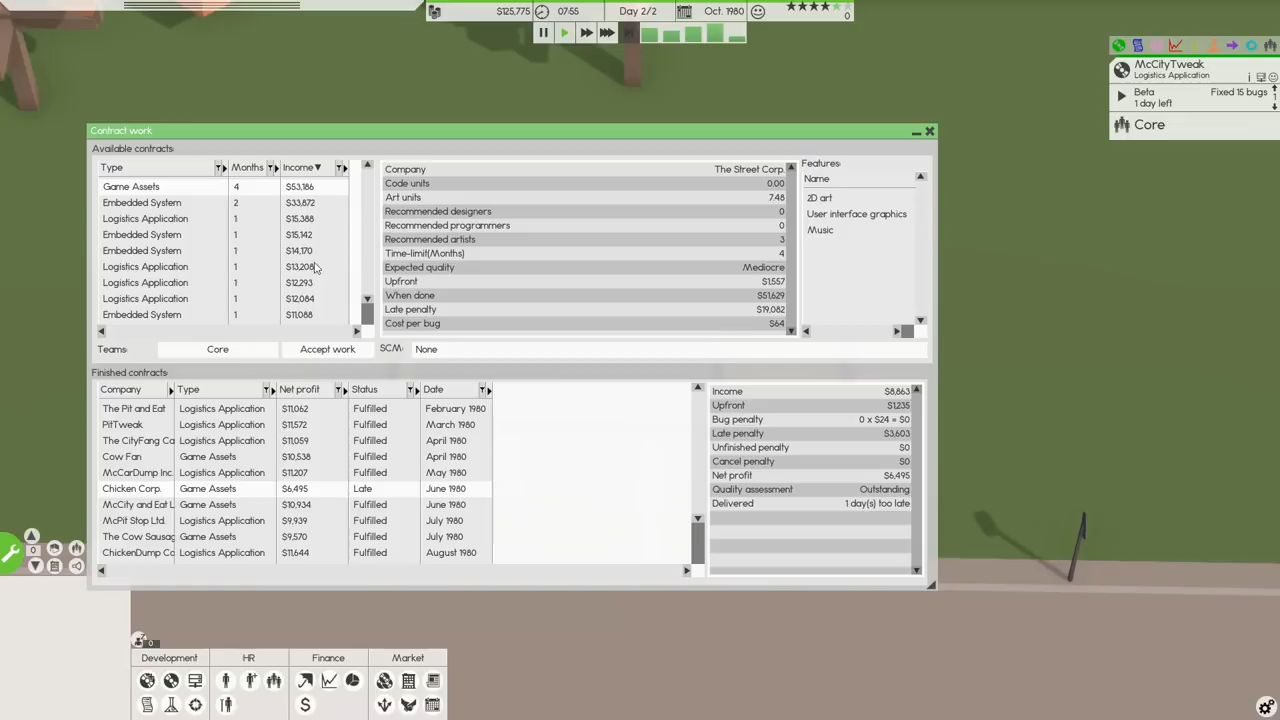 $125,775 07:55 Day 2/2 Oct. 1980 0
McCityTweak
Logistics Application
Beta Fixed 15 bugs 1
1 day left
Core
Contract work
Available contracts:
Type Months Income
Game Assets 4 $53,186
Embedded System 2 $33,872
Logistics Application 1 $15,388
Embedded System 1 $15,142
Embedded System 1 $14,170
Logistics Application 1 $13,208
Logistics Application 1 $12,293
Logistics Application 1 $12,084
Embedded System 1 $11,088
Company The Street Corp.
Code units 0.00
Art units 7.48
Recommended designers 0
Recommended programmers 0
Recommended artists 3
Time-limit(Months) 4
Expected quality Mediocre
Upfront $1,557
When done $51,629
Late penalty $19,082
Cost per bug $64
Features:
Name
2D art
User interface graphics
Music
Teams: Core Accept work SCM: None
Finished contracts:
Company Type Net profit Status Date
The Pit and Eat Logistics Application $11,062 Fulfilled February 1980
PitTweak Logistics Application $11,572 Fulfilled March 1980
The CityFang Ca Logistics Application $11,059 Fulfilled April 1980
Cow Fan Game Assets $10,538 Fulfilled April 1980
McCarDump Inc. Logistics Application $11,207 Fulfilled May 1980
Chicken Corp. Game Assets $6,495 Late June 1980
McCity and Eat L Game Assets $10,934 Fulfilled June 1980
McPit Stop Ltd. Logistics Application $9,939 Fulfilled July 1980
The Cow Sausag Game Assets $9,570 Fulfilled July 1980
ChickenDump Co Logistics Application $11,644 Fulfilled August 1980
Income $8,863
Upfront $1,235
Bug penalty 0 x $24 = $0
Late penalty $3,603
Unfinished penalty $0
Cancel penalty $0
Net profit $6,495
Quality assessment Outstanding
Delivered 1 day(s) too late
0
0
Development HR Finance Market